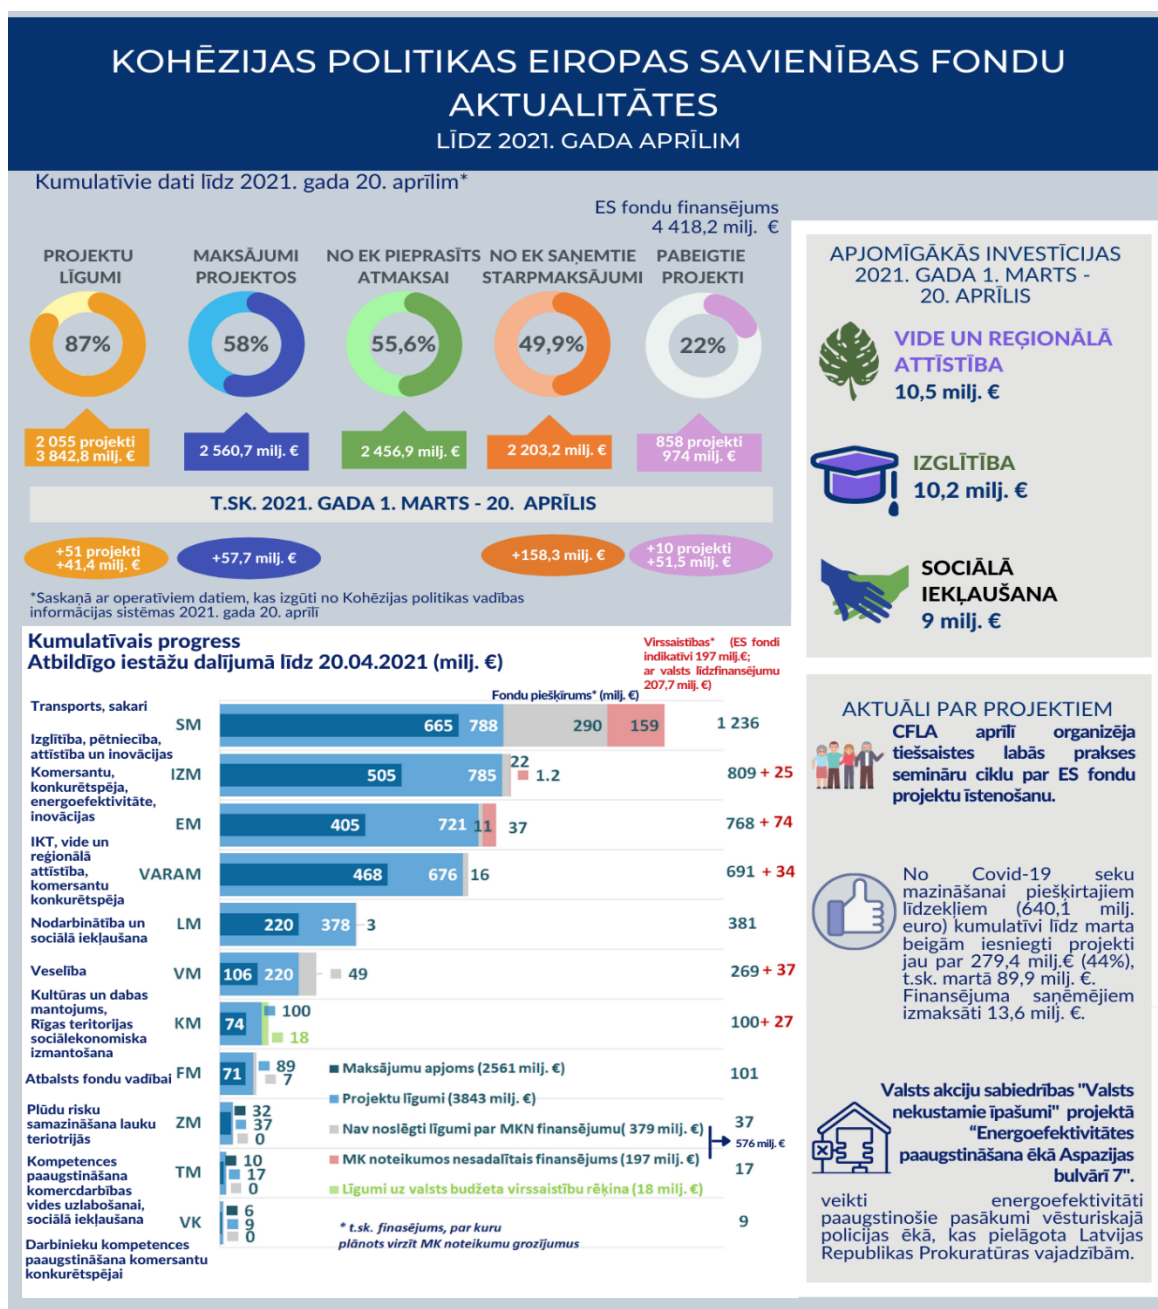 KOHĒZIJAS POLITIKAS EIROPAS SAVIENĪBAS FONDU
AKTUALITĀTES
LĪDZ 2021. GADA APRĪLIM
Kumulatīvie dati līdz 2021. gada 20. aprīlim*
ES fondu finansējums
4 418,2 milj. €
PROJEKTU
LĪGUMI
87%
2 055 projekti
3 842,8 milj. €
MAKSĀJUMI
PROJEKTOS
58%
2 560,7 milj. €
NO EK PIEPRASĪTS
ATMAKSAI
55,6%
2 456,9 milj. €
NO EK SAŅEMTIE
STARPMAKSĀJUMI
49,9%
2 203,2 milj. €
PABEIGTIE
PROJEKTI
22%
858 projekti
974 milj. €
T.SK. 2021. GADA 1. MARTS - 20. APRĪLIS
+51 projekti
+41,4 milj. €
+57,7 milj. €
+158,3 milj. €
+10 projekti
+51,5 milj. €
*Saskaņā ar operatīviem datiem, kas izgūti no Kohēzijas politikas vadības
informācijas sistēmas 2021. gada 20. aprīlī
Kumulatīvais progress
Atbildīgo iestāžu dalījumā līdz 20.04.2021 (milj. €)
Virssaistības* (ES fondi
indikatīvi 197 milj.€;
ar valsts līdzfinansējumu
207,7 milj. €)
Fondu piešķīrums* (milj. €)
Transports, sakari
SM
665 788 290 159
1 236
Izglītība, pētniecība,
attīstība un inovācijas
IZM
505 785 22 1.2
809 + 25
Komersantu,
konkurētspēja,
energoefektivitāte,
inovācijas
EM
405 721 11 37
768 + 74
IKT, vide un
reģionālā
attīstība,
komersantu
konkurētspēja
VARAM
468 676 16
691 + 34
Nodarbinātība un
sociālā iekļaušana
LM
220 378 3
381
Veselība
VM
106 220 49
269 + 37
Kultūras un dabas
mantojums,
Rīgas teritorijas
sociālekonomiska
izmantošana
KM
74 100
18
100+ 27
Atbalsts fondu vadībai
FM
71 89
7
101
Plūdu risku
samazināšana lauku
teriotrijās
ZM
32
37
0
37
Kompetences
paaugstināšana
komercdarbības
vides uzlabošanai,
sociālā iekļaušana
TM
10
17
0
17
VK
6
9
0
9
Darbinieku kompetences
paaugstināšana komersantu
konkurētspējai
Maksājumu apjoms (2561 milj. €)
Projektu līgumi (3843 milj. €)
Nav noslēgti līgumi par MKN finansējumu( 379 milj. €)
MK noteikumos nesadalītais finansējums (197 milj. €)
576 milj. €
Līgumi uz valsts budžeta virssaistību rēķina (18 milj. €)
* t.sk. finasējums, par kuru
plānots virzīt MK noteikumu grozījumus
APJOMĪGĀKĀS INVESTĪCIJAS
2021. GADA 1. MARTS -
20. APRĪLIS
VIDE UN REĢIONĀLĀ
ATTĪSTĪBA
10,5 milj. €
IZGLĪTĪBA
10,2 milj. €
SOCIĀLĀ
IEKĻAUŠANA
9 milj. €
AKTUĀLI PAR PROJEKTIEM
CFLA aprīlī organizēja
tiešsaistes labās prakses
semināru ciklu par ES fondu
projektu īstenošanu.
No Covid-19 seku
mazināšanai piešķirtajiem
līdzekļiem (640,1 milj.
euro) kumulatīvi līdz marta
beigām iesniegti projekti
jau par 279,4 milj.€ (44%),
t.sk. martā 89,9 milj. €.
Finansējuma saņēmējiem
izmaksāti 13,6 milj. €.
Valsts akciju sabiedrības "Valsts
nekustamie īpašumi" projektā
“Energoefektivitātes
paaugstināšana ēkā Aspazijas
bulvārī 7".
veikti energoefektivitāti
paaugstinošie pasākumi vēsturiskajā
policijas ēkā, kas pielāgota Latvijas
Republikas Prokuratūras vajadzībām.